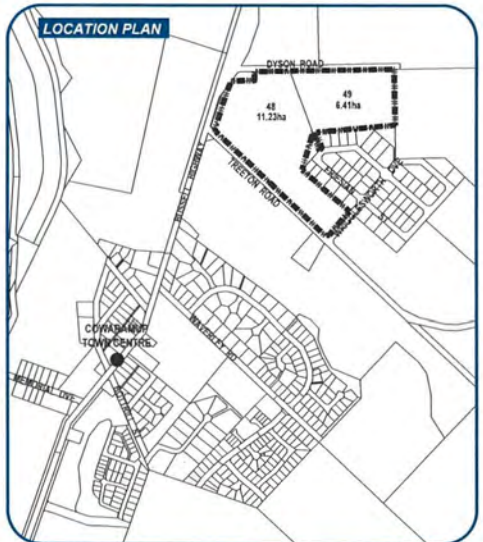 LOCATION PLAN
DYSON ROAD
48
11.23ha
49
6.41ha
BUSSELL HIGHWAY
TREETON ROAD
COWARAMUP
TOWN CENTRE
WAVERLEY RD
MEMORIAL DVE